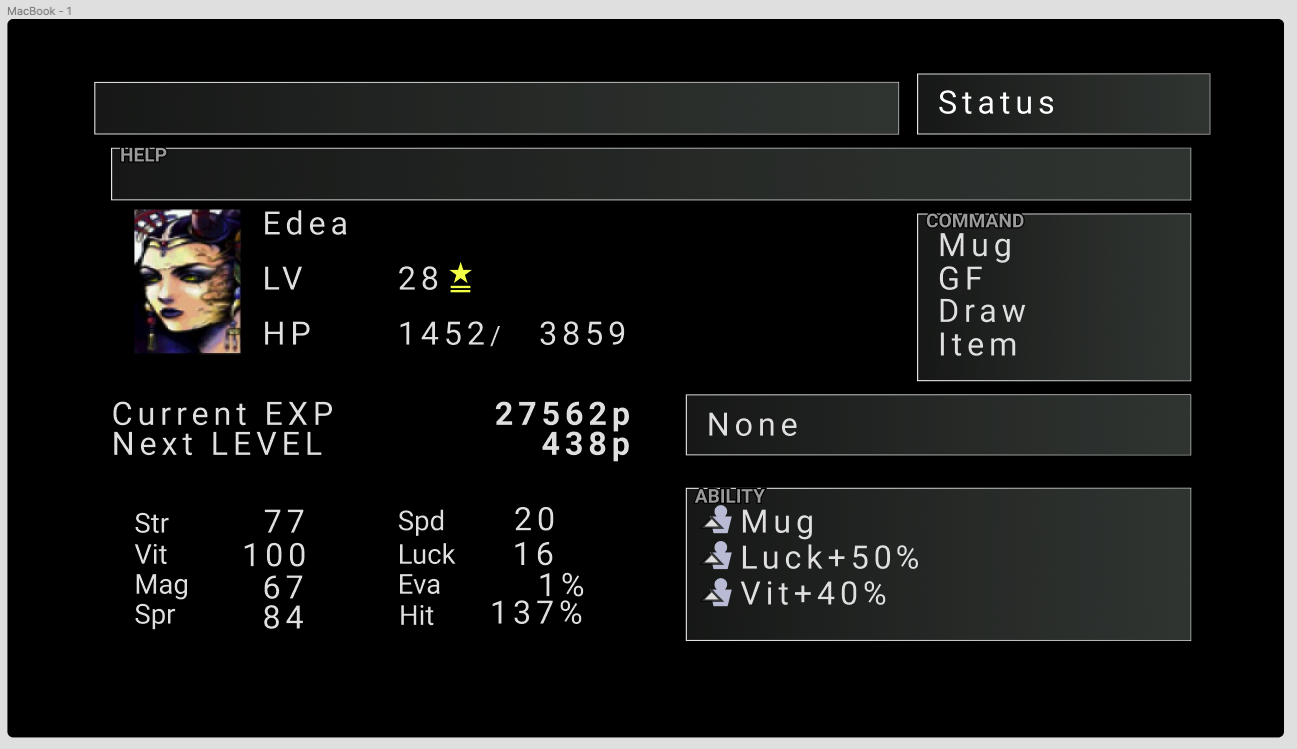 MacBook - 1
Status
HELP
Edea
LV 28
HP 1452/ 3859
COMMAND
Mug
GF
Draw
Item
Current EXP 27562p
Next LEVEL 438p
None
Str 77
Vit 100
Mag 67
Spr 84
Spd 20
Luck 16
Eva 1%
Hit 137%
ABILITY
Mug
Luck+50%
Vit+40%